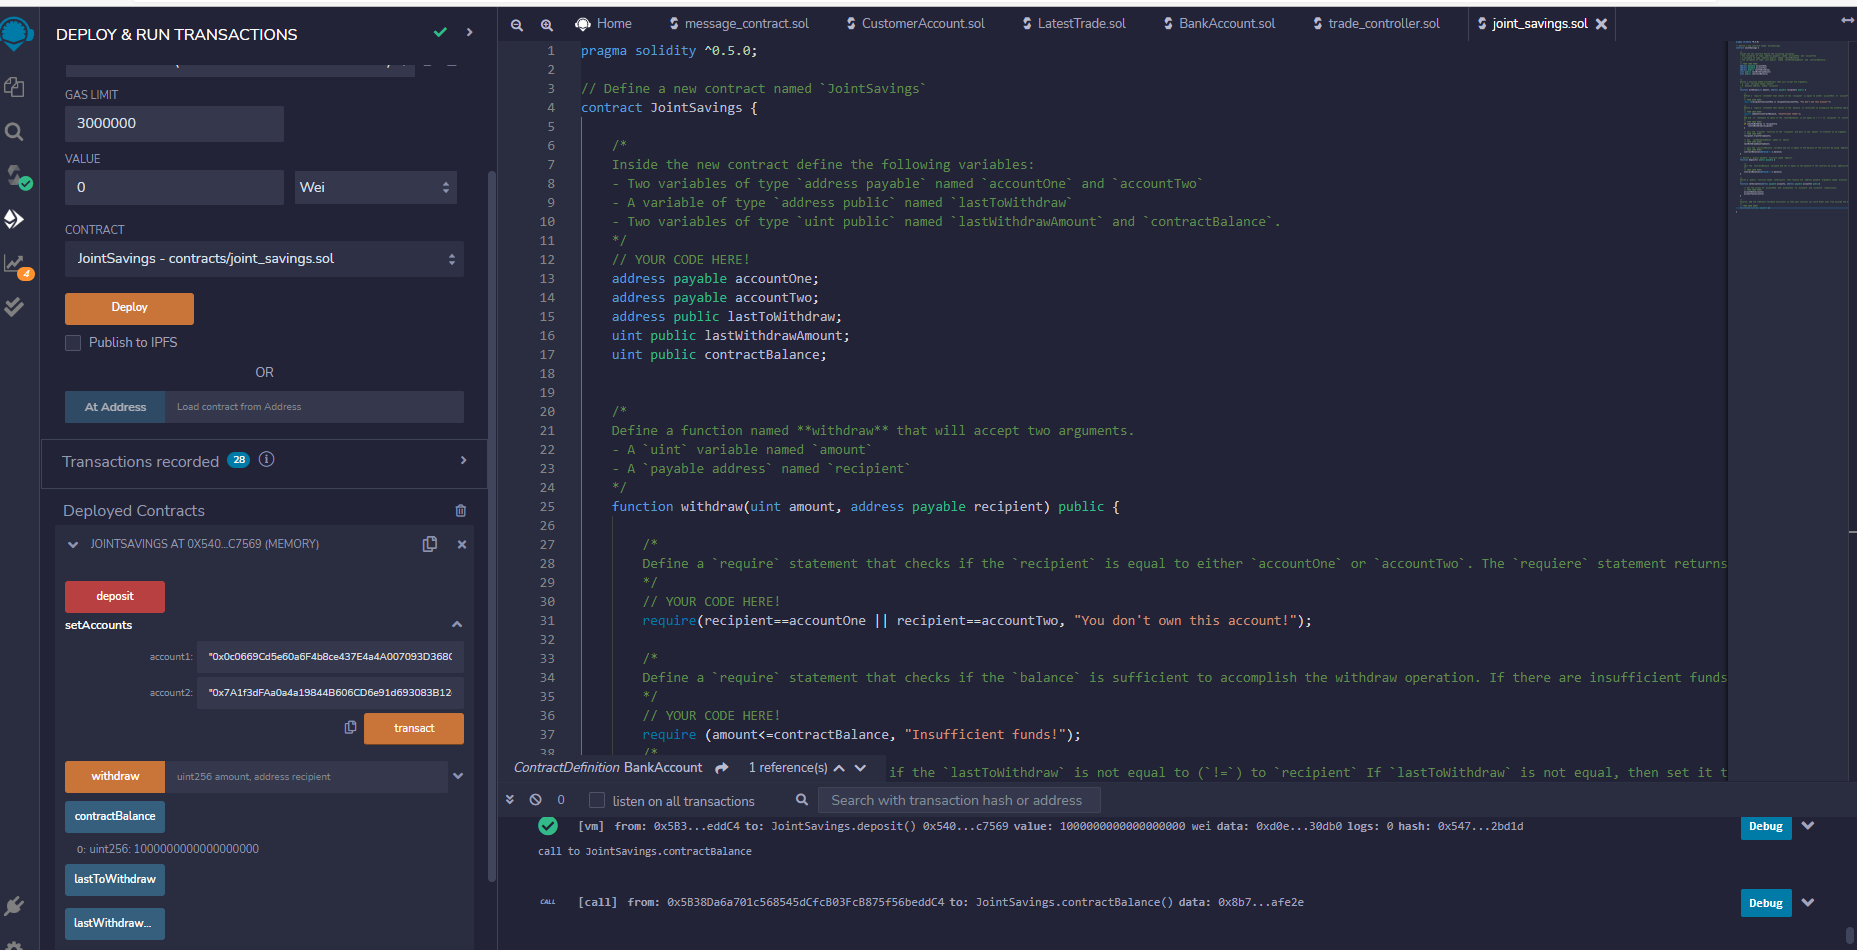 DEPLOY & RUN TRANSACTIONS
GAS LIMIT
3000000
VALUE
0
Wei
CONTRACT
JointSavings - contracts/joint_savings.sol
Deploy
Publish to IPFS
OR
At Address
Load contract from Address
Transactions recorded 28
Deployed Contracts
JOINTSAVINGS AT 0X540...C7569 (MEMORY)
deposit
setAccounts
account1: "0x0c0669Cd5e60a6F4b8ce437E4a4A007093D368
account2: "0x7A1f3dFAa0a4a19844B606CD6e91d693083B12
transact
withdraw
uint256 amount, address recipient
contractBalance
0: uint256: 1000000000000000000
lastToWithdraw
lastWithdraw...
4
Home
message_contract.sol
CustomerAccount.sol
LatestTrade.sol
BankAccount.sol
trade_controller.sol
joint_savings.sol
1 pragma solidity ^0.5.0;
2
3 // Define a new contract named `JointSavings`
4 contract JointSavings {
5
6 /*
7 Inside the new contract define the following variables:
8 - Two variables of type `address payable` named `accountOne` and `accountTwo`
9 - A variable of type `address public` named `lastToWithdraw`
10 - Two variables of type `uint public` named `lastWithdrawAmount` and `contractBalance`.
11 */
12 // YOUR CODE HERE!
13 address payable accountOne;
14 address payable accountTwo;
15 address public lastToWithdraw;
16 uint public lastWithdrawAmount;
17 uint public contractBalance;
18
19
20 /*
21 Define a function named **withdraw** that will accept two arguments.
22 - A `uint` variable named `amount`
23 - A `payable address` named `recipient`
24 */
25 function withdraw(uint amount, address payable recipient) public {
26
27 /*
28 Define a `require` statement that checks if the `recipient` is equal to either `accountOne` or `accountTwo`. The `requiere` statement returns
29 */
30 // YOUR CODE HERE!
31 require(recipient==accountOne || recipient==accountTwo, "You don't own this account!");
32
33 /*
34 Define a `require` statement that checks if the `balance` is sufficient to accomplish the withdraw operation. If there are insufficient funds
35 */
36 // YOUR CODE HERE!
37 require (amount<=contractBalance, "Insufficient funds!");
38 /*
ContractDefinition BankAccount 1 reference(s)
if the `lastToWithdraw` is not equal to (`!=`) to `recipient` If `lastToWithdraw` is not equal, then set it t
0 listen on all transactions
Search with transaction hash or address
[vm] from: 0x5B3...eddC4 to: JointSavings.deposit() 0x540...c7569 value: 1000000000000000000 wei data: 0xd0e...30db0 logs: 0 hash: 0x547...2bd1d
Debug
call to JointSavings.contractBalance
CALL [call] from: 0x5B38Da6a701c568545dCfcB03FcB875f56beddC4 to: JointSavings.contractBalance() data: 0x8b7...afe2e
Debug